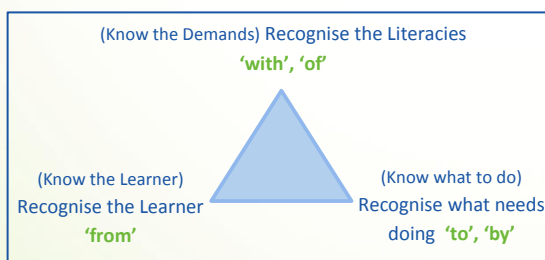 (Know the Demands) Recognise the Literacies
‘with’, ‘of’
(Know the Learner)
Recognise the Learner
‘from’
(Know what to do)
Recognise what needs
doing ‘to’, ‘by’